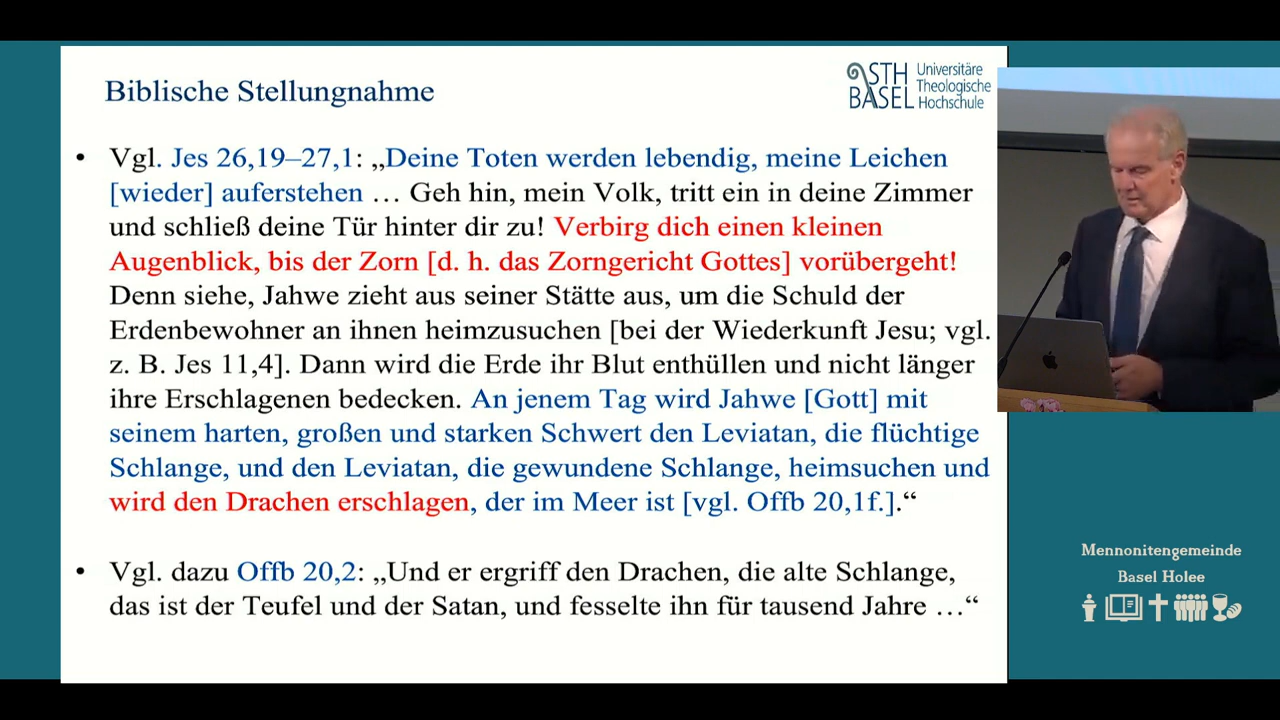 Biblische Stellungnahme
STH
BASEL
Universitäre
Theologische
Hochschule
• Vgl. Jes 26,19–27,1: „Deine Toten werden lebendig, meine Leichen
[wieder] auferstehen … Geh hin, mein Volk, tritt ein in deine Zimmer
und schließ deine Tür hinter dir zu! Verbirg dich einen kleinen
Augenblick, bis der Zorn [d. h. das Zorngericht Gottes] vorübergeht!
Denn siehe, Jahwe zieht aus seiner Stätte aus, um die Schuld der
Erdenbewohner an ihnen heimzusuchen [bei der Wiederkunft Jesu; vgl.
z. B. Jes 11,4]. Dann wird die Erde ihr Blut enthüllen und nicht länger
ihre Erschlagenen bedecken. An jenem Tag wird Jahwe [Gott] mit
seinem harten, großen und starken Schwert den Leviatan, die flüchtige
Schlange, und den Leviatan, die gewundene Schlange, heimsuchen und
wird den Drachen erschlagen, der im Meer ist [vgl. Offb 20,1f.].“
• Vgl. dazu Offb 20,2: „Und er ergriff den Drachen, die alte Schlange,
das ist der Teufel und der Satan, und fesselte ihn für tausend Jahre …“
Mennonitengemeinde
Basel Holee